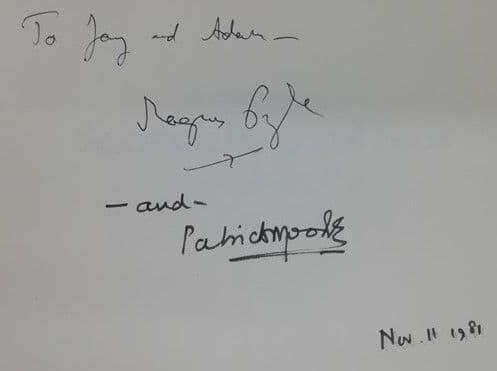 To Jay and Adam —
Magnus Pyke
— and —
Patrick Moore
Nov. 11 1981